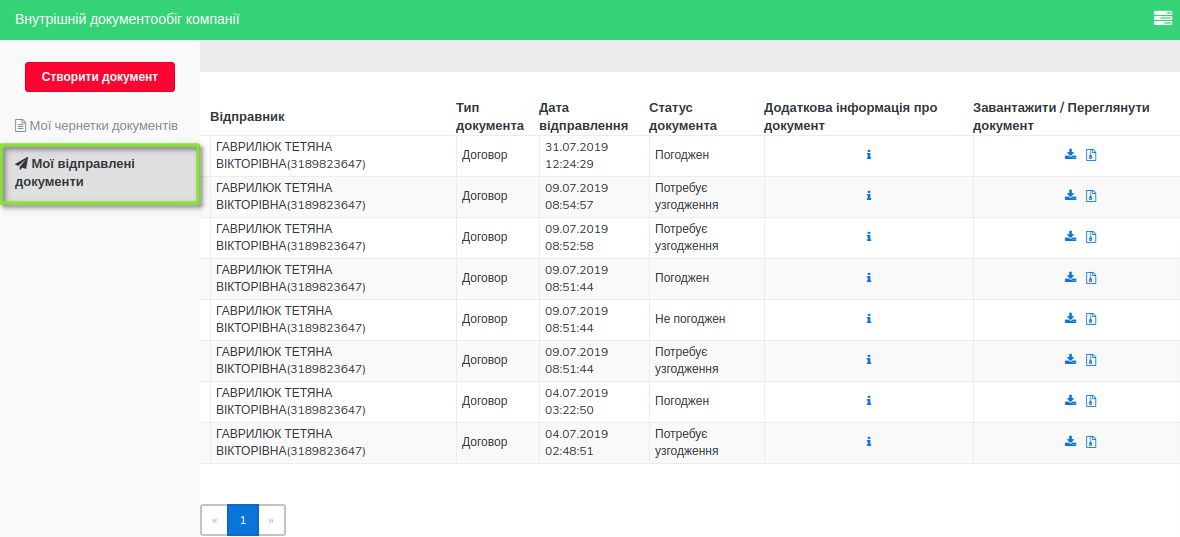 Внутрішній документообіг компанії
Створити документ
Мої чернетки документів
Мої відправлені
документи
Відправник
Тип
документа
Дата
відправлення
Статус
документа
Додаткова інформація про
документ
Завантажити / Переглянути
документ
ГАВРИЛЮК ТЕТЯНА
ВІКТОРІВНА(3189823647)
Договор
31.07.2019
12:24:29
Погоджен
ГАВРИЛЮК ТЕТЯНА
ВІКТОРІВНА(3189823647)
Договор
09.07.2019
08:54:57
Потребує
узгодження
ГАВРИЛЮК ТЕТЯНА
ВІКТОРІВНА(3189823647)
Договор
09.07.2019
08:52:58
Потребує
узгодження
ГАВРИЛЮК ТЕТЯНА
ВІКТОРІВНА(3189823647)
Договор
09.07.2019
08:51:44
Погоджен
ГАВРИЛЮК ТЕТЯНА
ВІКТОРІВНА(3189823647)
Договор
09.07.2019
08:51:44
Не погоджен
ГАВРИЛЮК ТЕТЯНА
ВІКТОРІВНА(3189823647)
Договор
09.07.2019
08:51:44
Потребує
узгодження
ГАВРИЛЮК ТЕТЯНА
ВІКТОРІВНА(3189823647)
Договор
04.07.2019
03:22:50
Погоджен
ГАВРИЛЮК ТЕТЯНА
ВІКТОРІВНА(3189823647)
Договор
04.07.2019
02:48:51
Потребує
узгодження
« 1 »